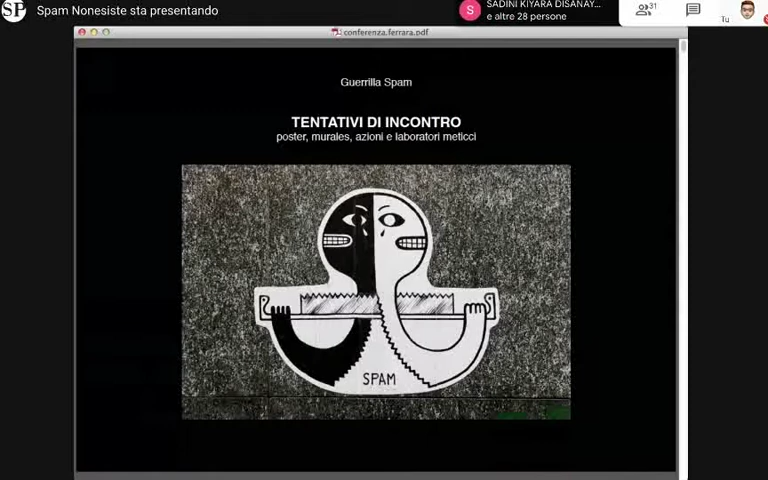 SP
Spam Nonesiste sta presentando
S
SADINI KIYARA DISANAY...
e altre 28 persone
31
Tu
conferenza.ferrara.pdf
Guerrilla Spam
TENTATIVI DI INCONTRO
poster, murales, azioni e laboratori meticci
SPAM